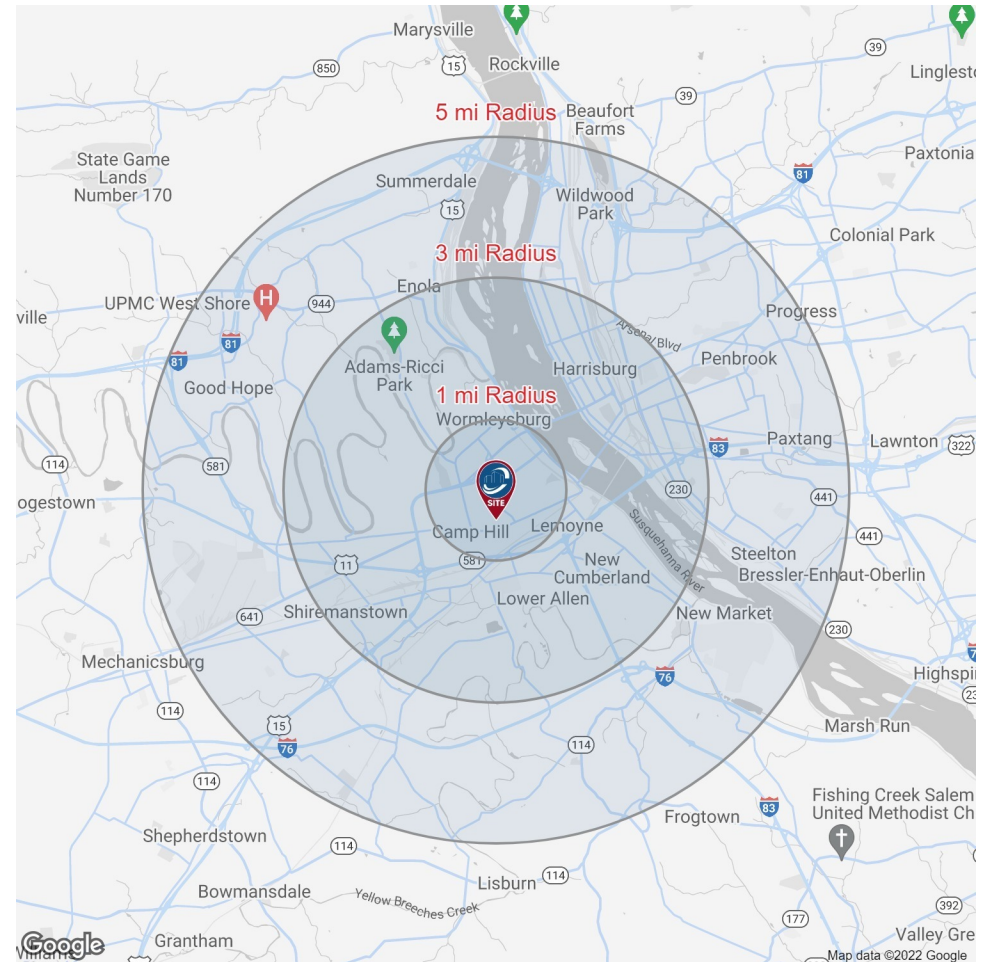 Marysville
39
850
15
Rockville
Linglest
39
5 mi Radius
Beaufort
Farms
State Game
Lands
Number 170
Paxtonia
81
Summerdale
Wildwood
Park
15
Colonial Park
3 mi Radius
Enola
UPMC West Shore
H
944
ville
Progress
Arsenal Blvd
81
81
Adams-Ricci
Park
Harrisburg
Penbrook
Good Hope
1 mi Radius
Wormleysburg
83
Paxtang
Lawnton
322
114
581
ogestown
SITE
230
441
Camp Hill
Lemoyne
Susquehanna River
441
581
11
New
Cumberland
Steelton
Bressler-Enhaut-Oberlin
Lower Allen
Shiremanstown
641
New Market
230
Mechanicsburg
76
Highspi
114
15
76
114
Marsh Run
114
Fishing Creek Salem
United Methodist Ch
83
Frogtown
Shepherdstown
114
Lisburn
114
Bowmansdale
Yellow Breeches Creek
392
177
Grantham
Valley Gre
Google
Williams
Map data ©2022 Google